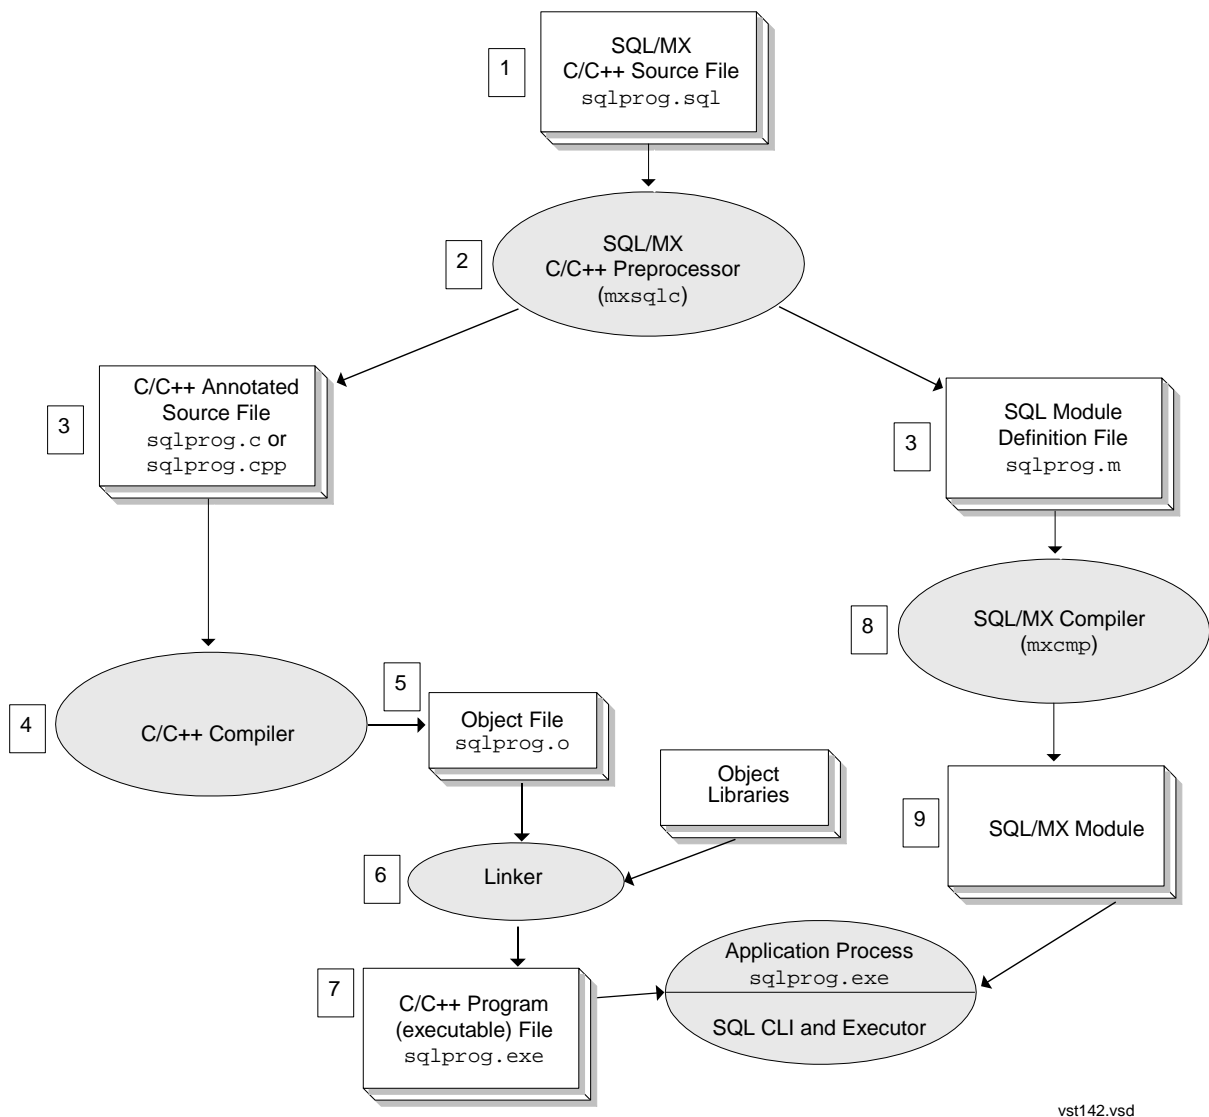 1
SQL/MX
C/C++ Source File
sqlprog.sql
2
SQL/MX
C/C++ Preprocessor
(mxsqlc)
3
C/C++ Annotated
Source File
sqlprog.c or
sqlprog.cpp
3
SQL Module
Definition File
sqlprog.m
4
C/C++ Compiler
5
Object File
sqlprog.o
8
SQL/MX Compiler
(mxcmp)
Object
Libraries
6
Linker
9
SQL/MX Module
7
C/C++ Program
(executable) File
sqlprog.exe
Application Process
sqlprog.exe
SQL CLI and Executor
vst142.vsd